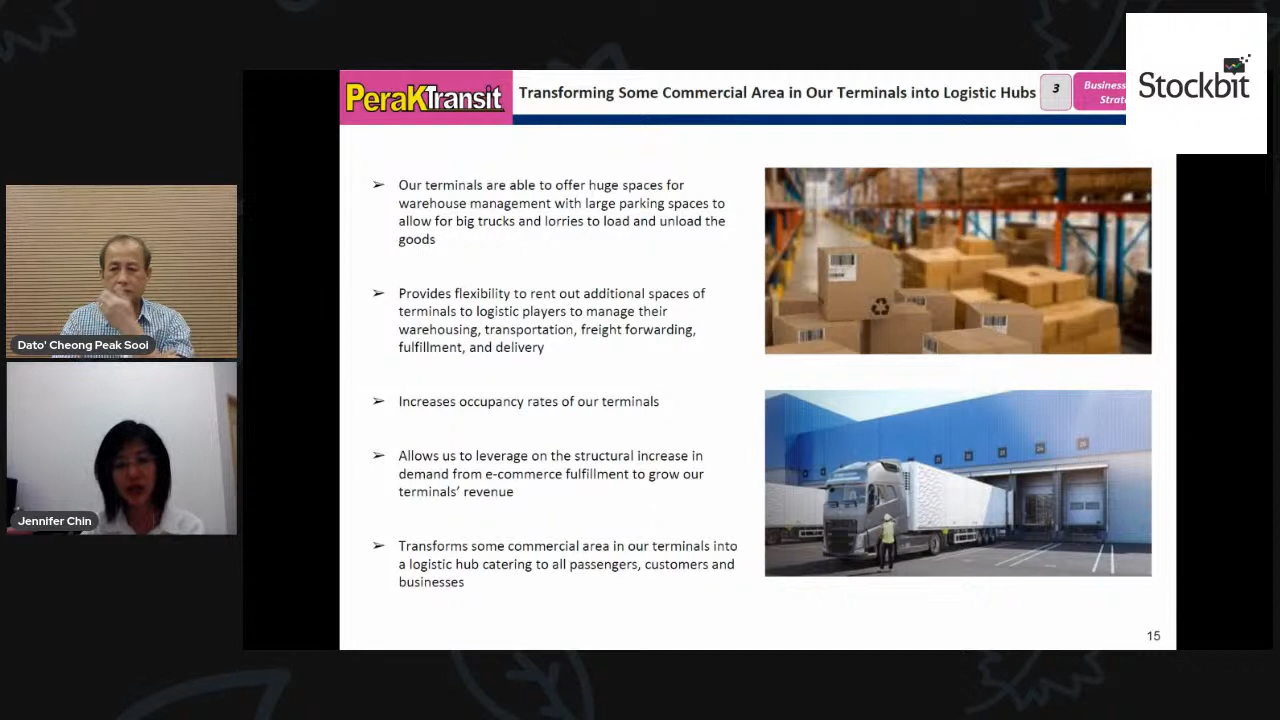 PeraKTransit
Transforming Some Commercial Area in Our Terminals into Logistic Hubs
3
Business
Strat
Stockbit
➢ Our terminals are able to offer huge spaces for
warehouse management with large parking spaces to
allow for big trucks and lorries to load and unload the
goods
➢ Provides flexibility to rent out additional spaces of
terminals to logistic players to manage their
warehousing, transportation, freight forwarding,
fulfillment, and delivery
➢ Increases occupancy rates of our terminals
➢ Allows us to leverage on the structural increase in
demand from e-commerce fulfillment to grow our
terminals' revenue
➢ Transforms some commercial area in our terminals into
a logistic hub catering to all passengers, customers and
businesses
15
Dato' Cheong Peak Sooi
Jennifer Chin